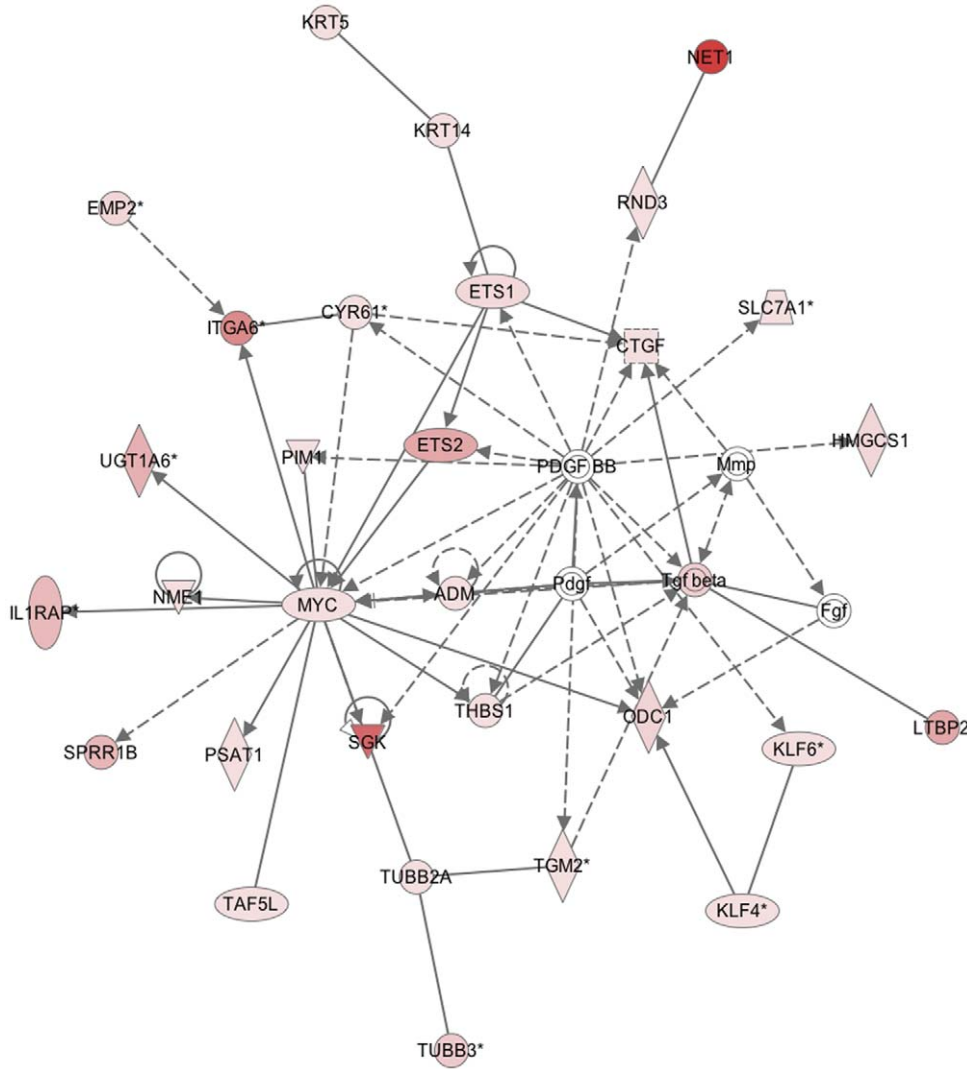 KRT5
NET1
KRT14
RND3
EMP2*
ETS1
SLC7A1*
CYR61*
ITGA6*
CTGF
HMGCS1
ETS2
PIM1
UGT1A6*
PDGF BB
Mmp
Pdgf
Tgf beta
ADM
NME1
MYC
IL1RAP*
Fgf
THBS1
ODC1
LTBP2
SGK
KLF6*
SPRR1B
PSAT1
TGM2*
TUBB2A
TAF5L
KLF4*
TUBB3*